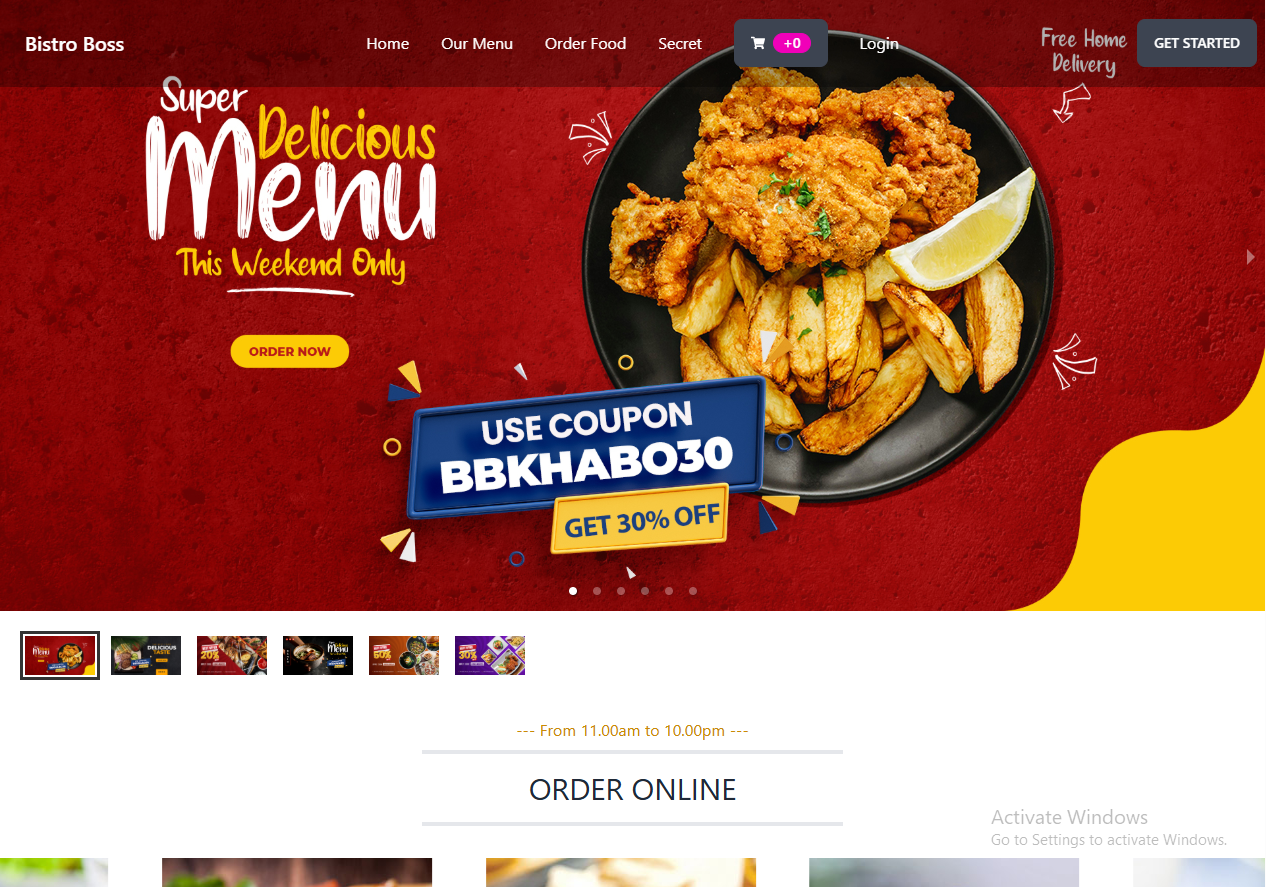 Bistro Boss
Home
Our Menu
Order Food
Secret
+0
Login
Free Home
Delivery
GET STARTED
Super
Delicious
Menu
This Weekend Only
ORDER NOW
USE COUPON
BBKHABO30
GET 30% OFF
--- From 11.00am to 10.00pm ---
ORDER ONLINE
Activate Windows
Go to Settings to activate Windows.